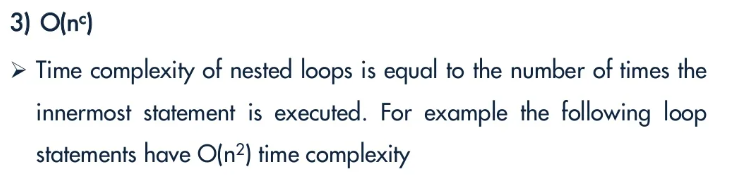 3) O(nᶜ)
➢ Time complexity of nested loops is equal to the number of times the
innermost statement is executed. For example the following loop
statements have O(n²) time complexity